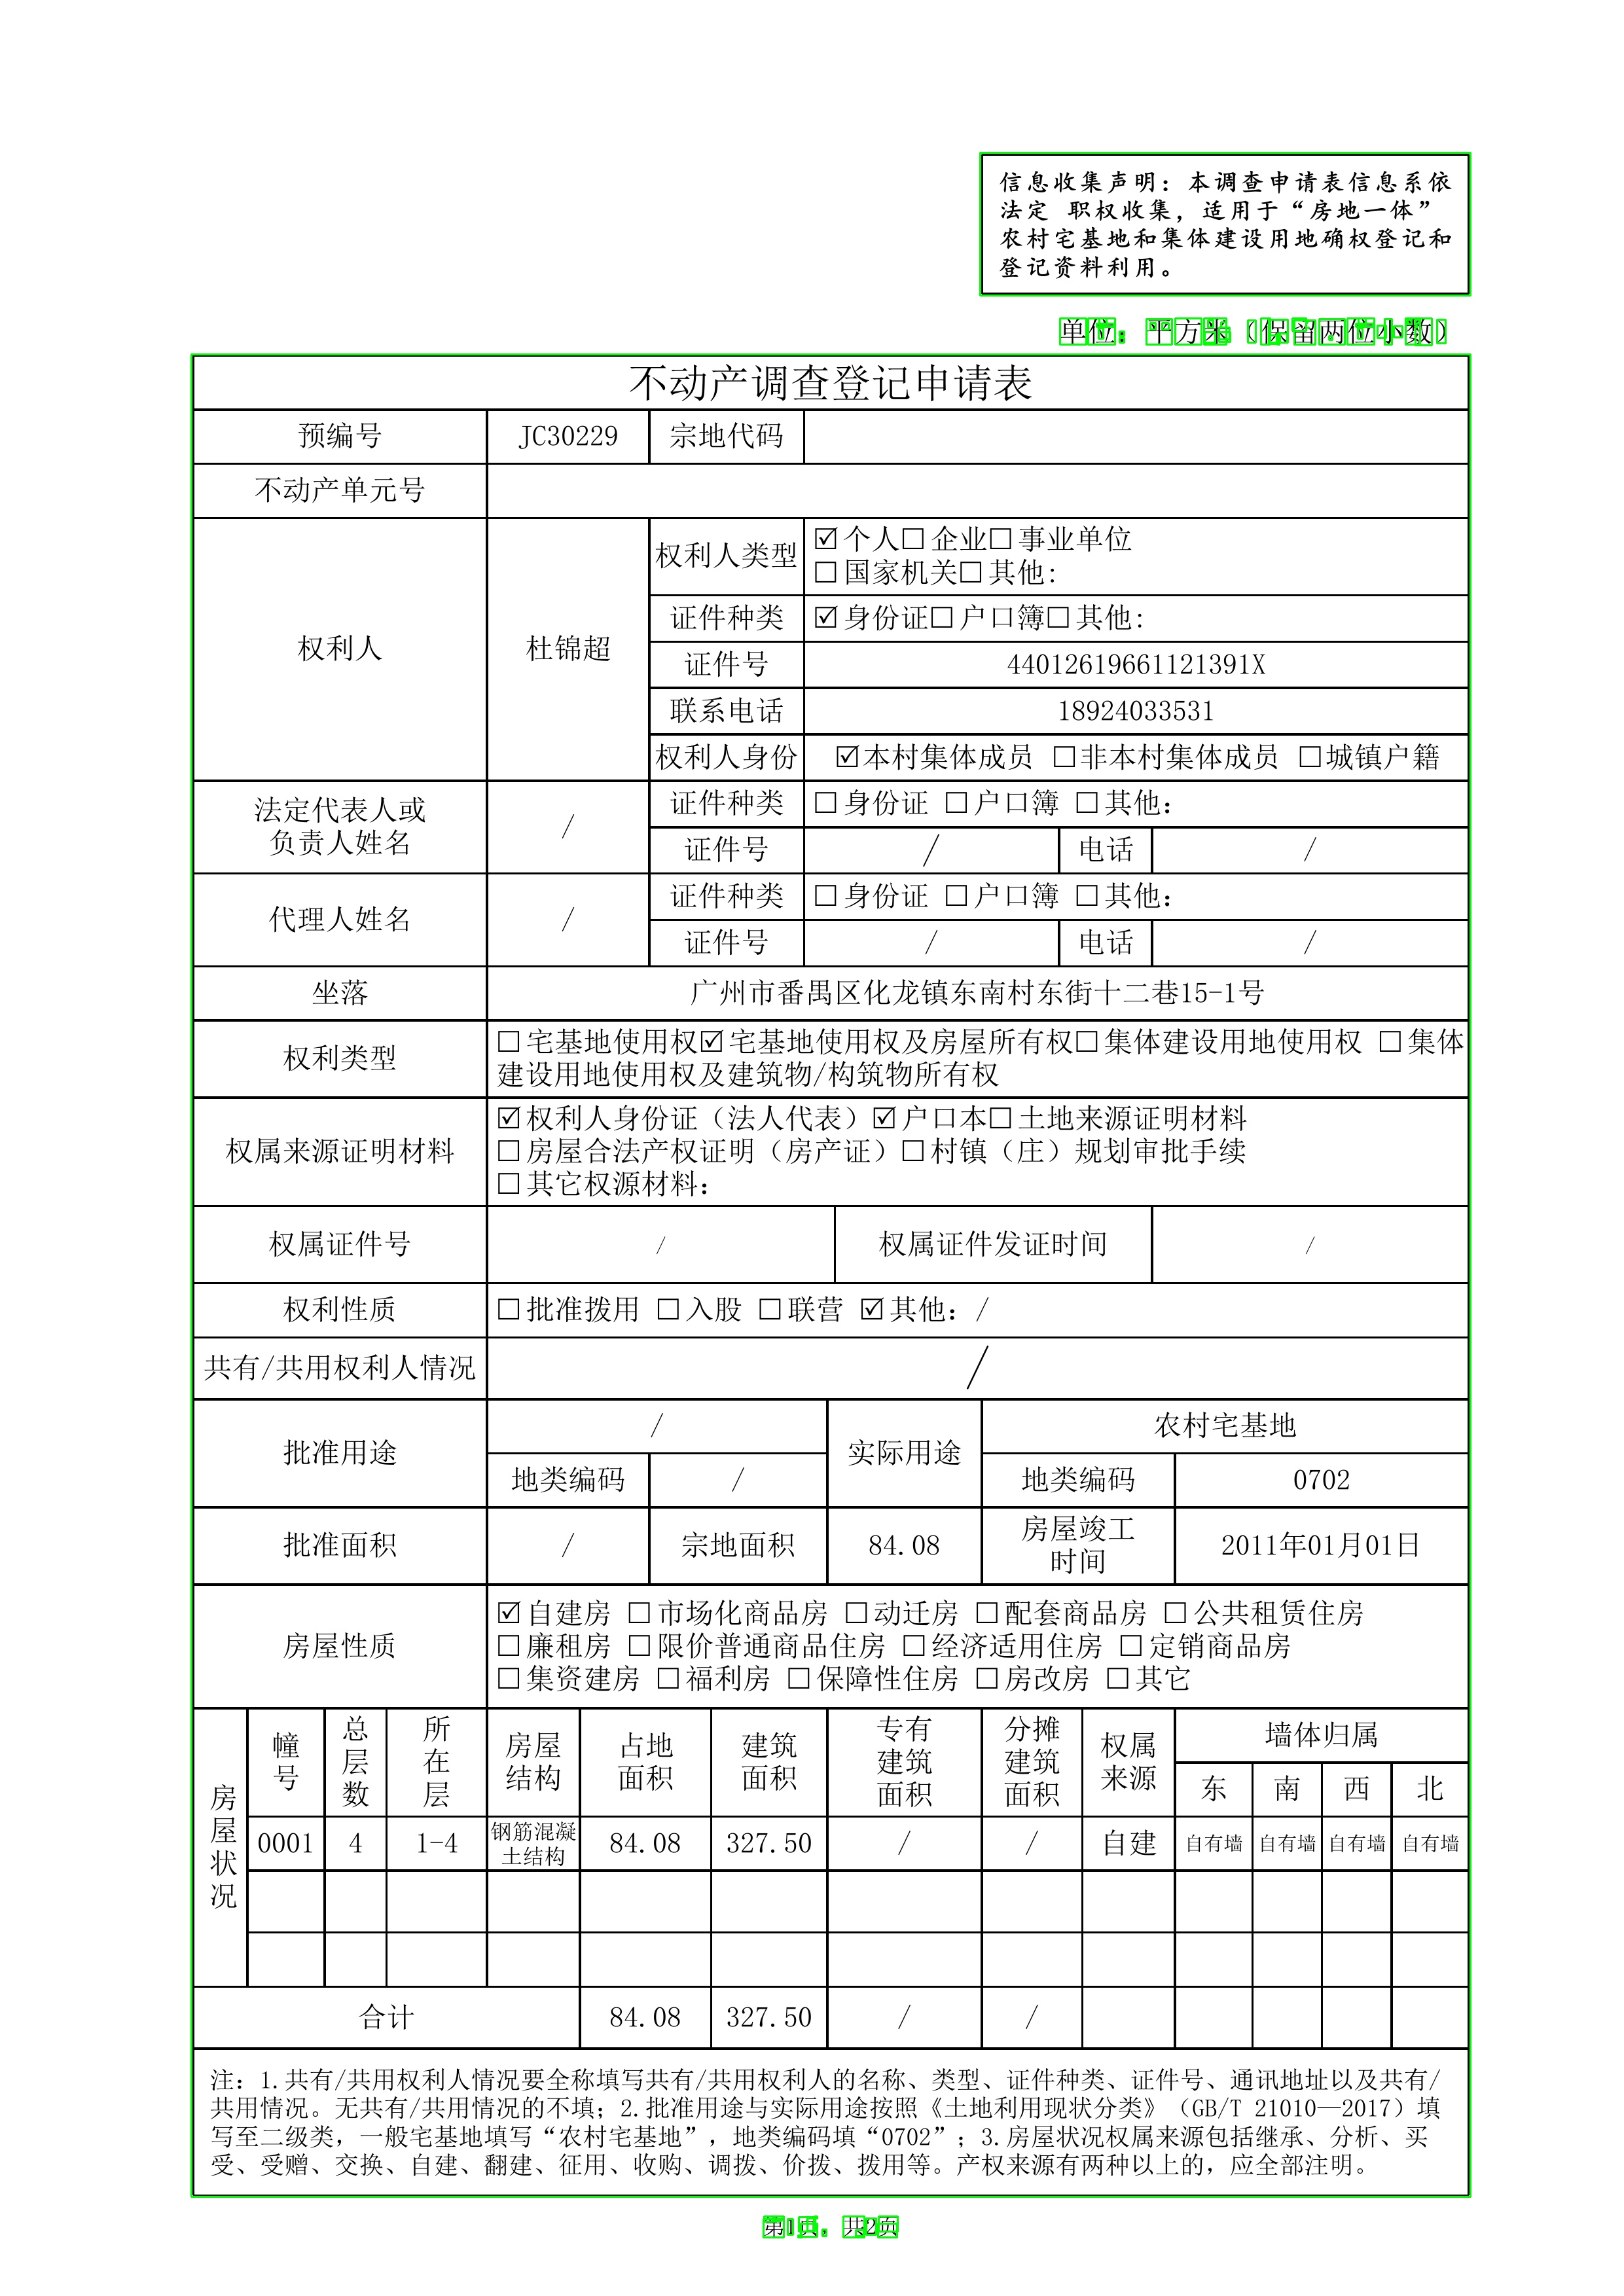 信息收集声明：本调查申请表信息系依
法定 职权收集，适用于“房地一体”
农村宅基地和集体建设用地确权登记和
登记资料利用。
单位：平方米（保留两位小数）
不动产调查登记申请表
预编号 JC30229 宗地代码
不动产单元号
权利人 杜锦超
权利人类型 ☑个人□企业□事业单位
□国家机关□其他:
证件种类 ☑身份证□户口簿□其他:
证件号 44012619661121391X
联系电话 18924033531
权利人身份 ☑本村集体成员 □非本村集体成员 □城镇户籍
法定代表人或
负责人姓名 /
证件种类 □身份证 □户口簿 □其他：
证件号 / 电话 /
代理人姓名 /
证件种类 □身份证 □户口簿 □其他：
证件号 / 电话 /
坐落 广州市番禺区化龙镇东南村东街十二巷15-1号
权利类型 □宅基地使用权☑宅基地使用权及房屋所有权□集体建设用地使用权 □集体
建设用地使用权及建筑物/构筑物所有权
权属来源证明材料 ☑权利人身份证（法人代表）☑户口本□土地来源证明材料
□房屋合法产权证明（房产证）□村镇（庄）规划审批手续
□其它权源材料：
权属证件号 / 权属证件发证时间 /
权利性质 □批准拨用 □入股 □联营 ☑其他：/
共有/共用权利人情况 /
批准用途 / 实际用途 农村宅基地
地类编码 / 地类编码 0702
批准面积 / 宗地面积 84.08 房屋竣工
时间 2011年01月01日
房屋性质 ☑自建房 □市场化商品房 □动迁房 □配套商品房 □公共租赁住房
□廉租房 □限价普通商品住房 □经济适用住房 □定销商品房
□集资建房 □福利房 □保障性住房 □房改房 □其它
房屋状况
幢号 总层数 所在层 房屋结构 占地面积 建筑面积 专有建筑面积 分摊建筑面积 权属来源 墙体归属
东 南 西 北
0001 4 1-4 钢筋混凝土结构 84.08 327.50 / / 自建 自有墙 自有墙 自有墙 自有墙
合计 84.08 327.50 / /
注：1.共有/共用权利人情况要全称填写共有/共用权利人的名称、类型、证件种类、证件号、通讯地址以及共有/
共用情况。无共有/共用情况的不填；2.批准用途与实际用途按照《土地利用现状分类》（GB/T 21010—2017）填
写至二级类，一般宅基地填写“农村宅基地”，地类编码填“0702”；3.房屋状况权属来源包括继承、分析、买
受、受赠、交换、自建、翻建、征用、收购、调拨、价拨、拨用等。产权来源有两种以上的，应全部注明。
第1页，共2页